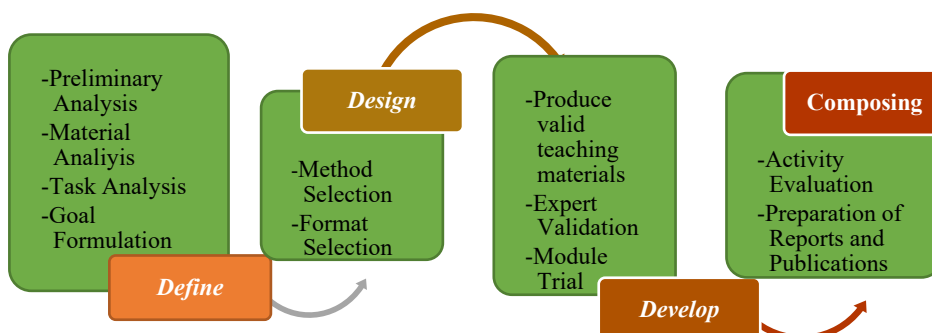 -Preliminary
Analysis
-Material
Analiyis
-Task Analysis
-Goal
Formulation
Define
Design
-Method
Selection
-Format
Selection
-Produce
valid
teaching
materials
-Expert
Validation
-Module
Trial
Develop
Composing
-Activity
Evaluation
-Preparation of
Reports and
Publications